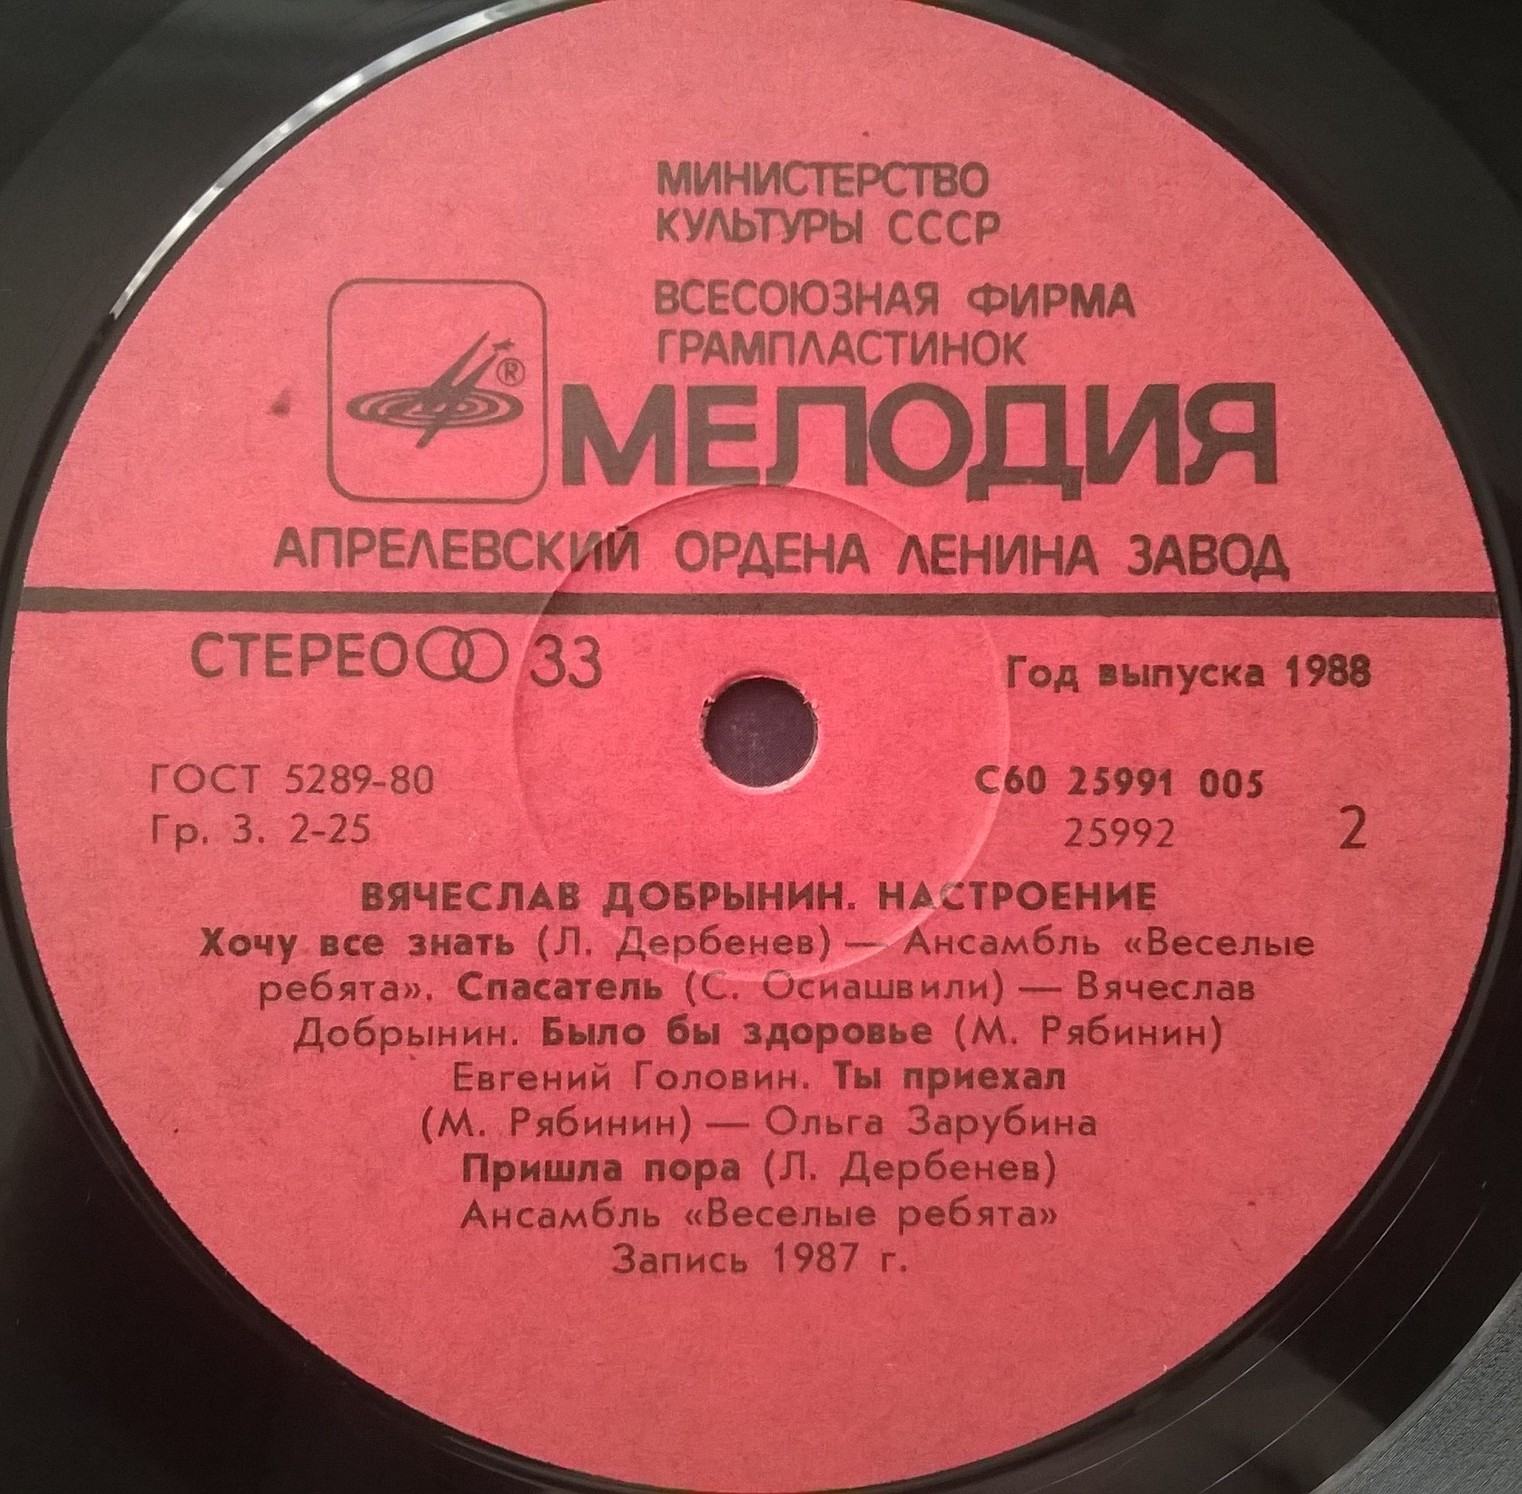 МИНИСТЕРСТВО
КУЛЬТУРЫ СССР
ВСЕСОЮЗНАЯ ФИРМА
ГРАМПЛАСТИНОК
®
МЕЛОДИЯ
АПРЕЛЕВСКИЙ ОРДЕНА ЛЕНИНА ЗАВОД
СТЕРЕО 33
Год выпуска 1988
ГОСТ 5289-80
Гр. 3. 2-25
С60 25991 005
25992
2
ВЯЧЕСЛАВ ДОБРЫНИН. НАСТРОЕНИЕ
Хочу все знать (Л. Дербенев) — Ансамбль «Веселые
ребята». Спасатель (С. Осиашвили) — Вячеслав
Добрынин. Было бы здоровье (М. Рябинин)
Евгений Головин. Ты приехал
(М. Рябинин) — Ольга Зарубина
Пришла пора (Л. Дербенев)
Ансамбль «Веселые ребята»
Запись 1987 г.